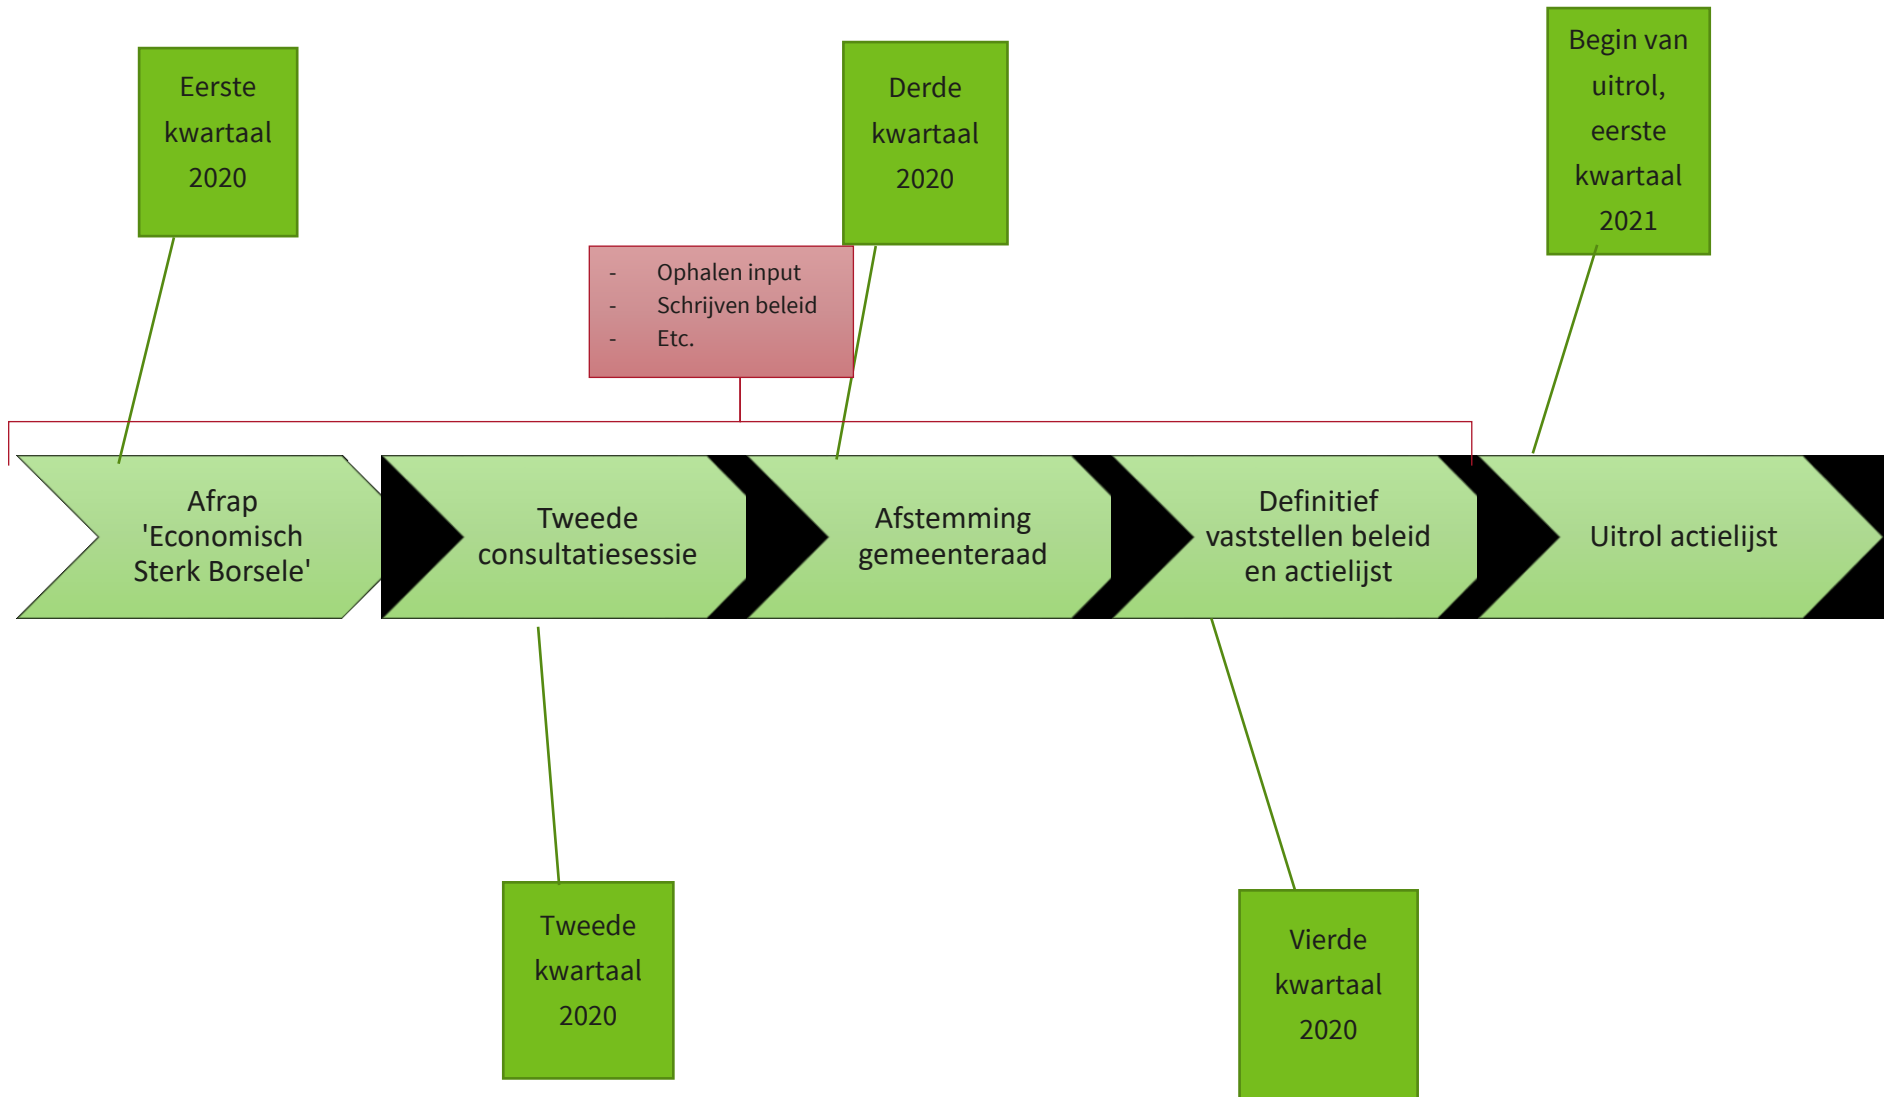 Eerste
kwartaal
2020
Derde
kwartaal
2020
Begin van
uitrol,
eerste
kwartaal
2021
- Ophalen input
- Schrijven beleid
- Etc.
Afrap
'Economisch
Sterk Borsele'
Tweede
consultatiesessie
Afstemming
gemeenteraad
Definitief
vaststellen beleid
en actielijst
Uitrol actielijst
Tweede
kwartaal
2020
Vierde
kwartaal
2020